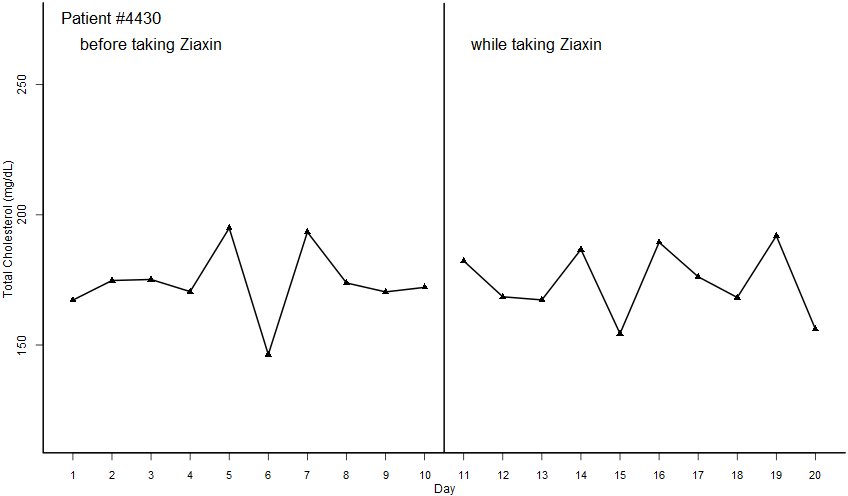 Patient #4430
before taking Ziaxin
while taking Ziaxin
Total Cholesterol (mg/dL)
250
200
150
1 2 3 4 5 6 7 8 9 10 11 12 13 14 15 16 17 18 19 20
Day